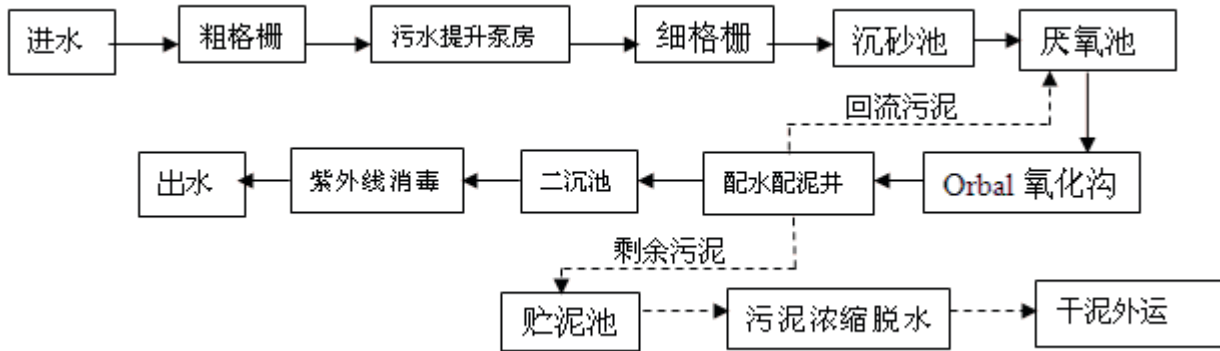 进水
粗格栅
污水提升泵房
细格栅
沉砂池
厌氧池
回流污泥
出水
紫外线消毒
二沉池
配水配泥井
Orbal 氧化沟
剩余污泥
贮泥池
污泥浓缩脱水
干泥外运